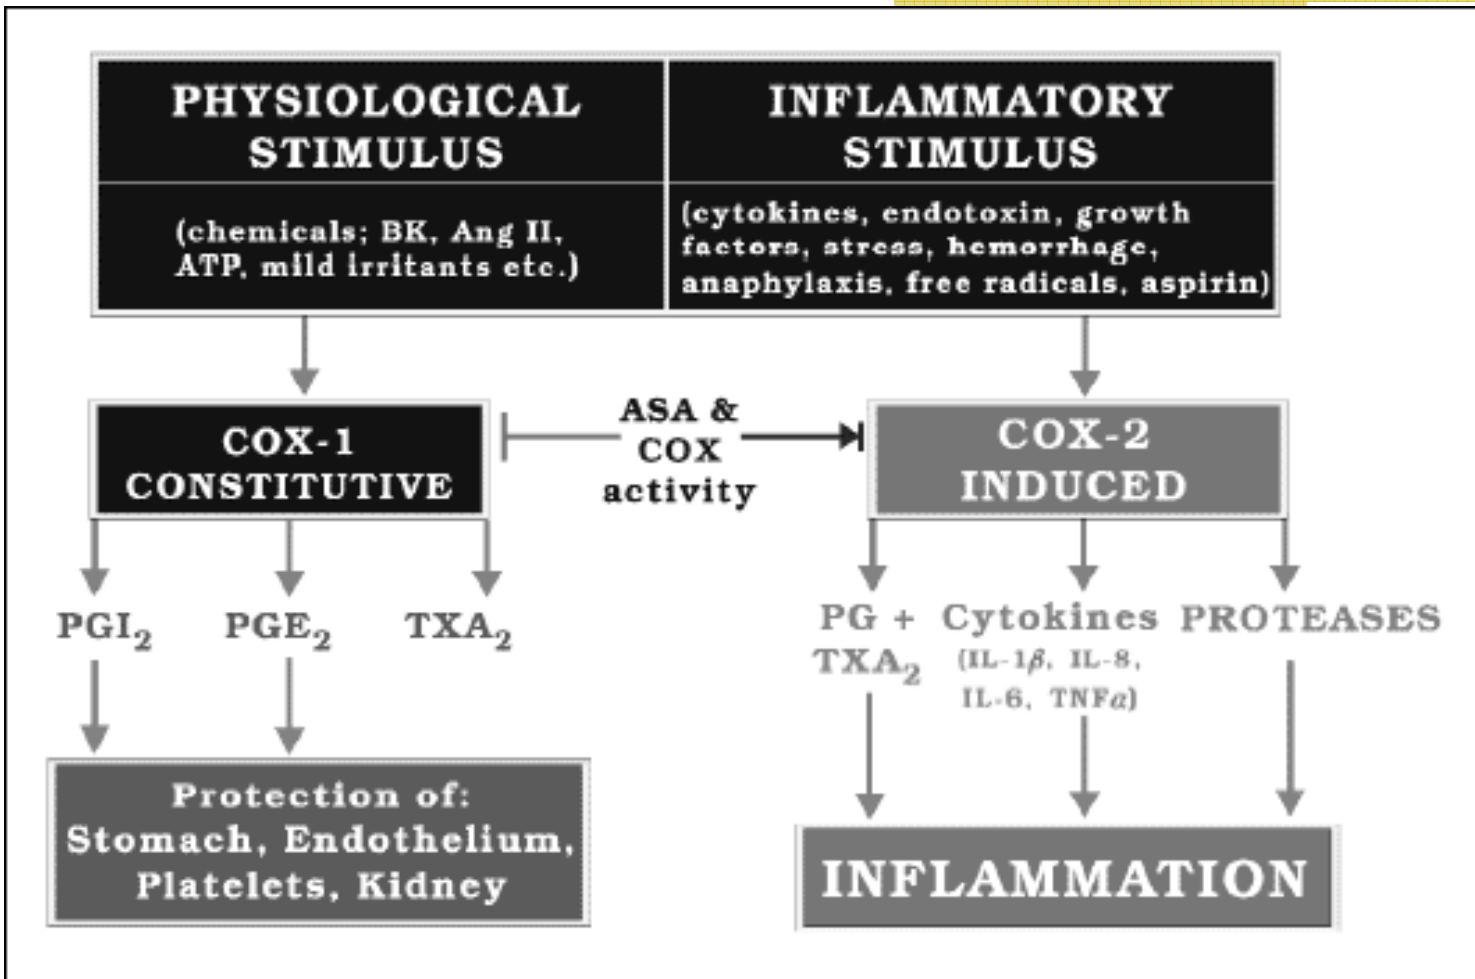 PHYSIOLOGICAL
STIMULUS
(chemicals; BK, Ang II,
ATP, mild irritants etc.)
INFLAMMATORY
STIMULUS
(cytokines, endotoxin, growth
factors, stress, hemorrhage,
anaphylaxis, free radicals, aspirin)
COX-1
CONSTITUTIVE
ASA &
COX
activity
COX-2
INDUCED
PGI₂
PGE₂
TXA₂
PG +
TXA₂
Cytokines
(IL-1β, IL-8,
IL-6, TNFα)
PROTEASES
Protection of:
Stomach, Endothelium,
Platelets, Kidney
INFLAMMATION